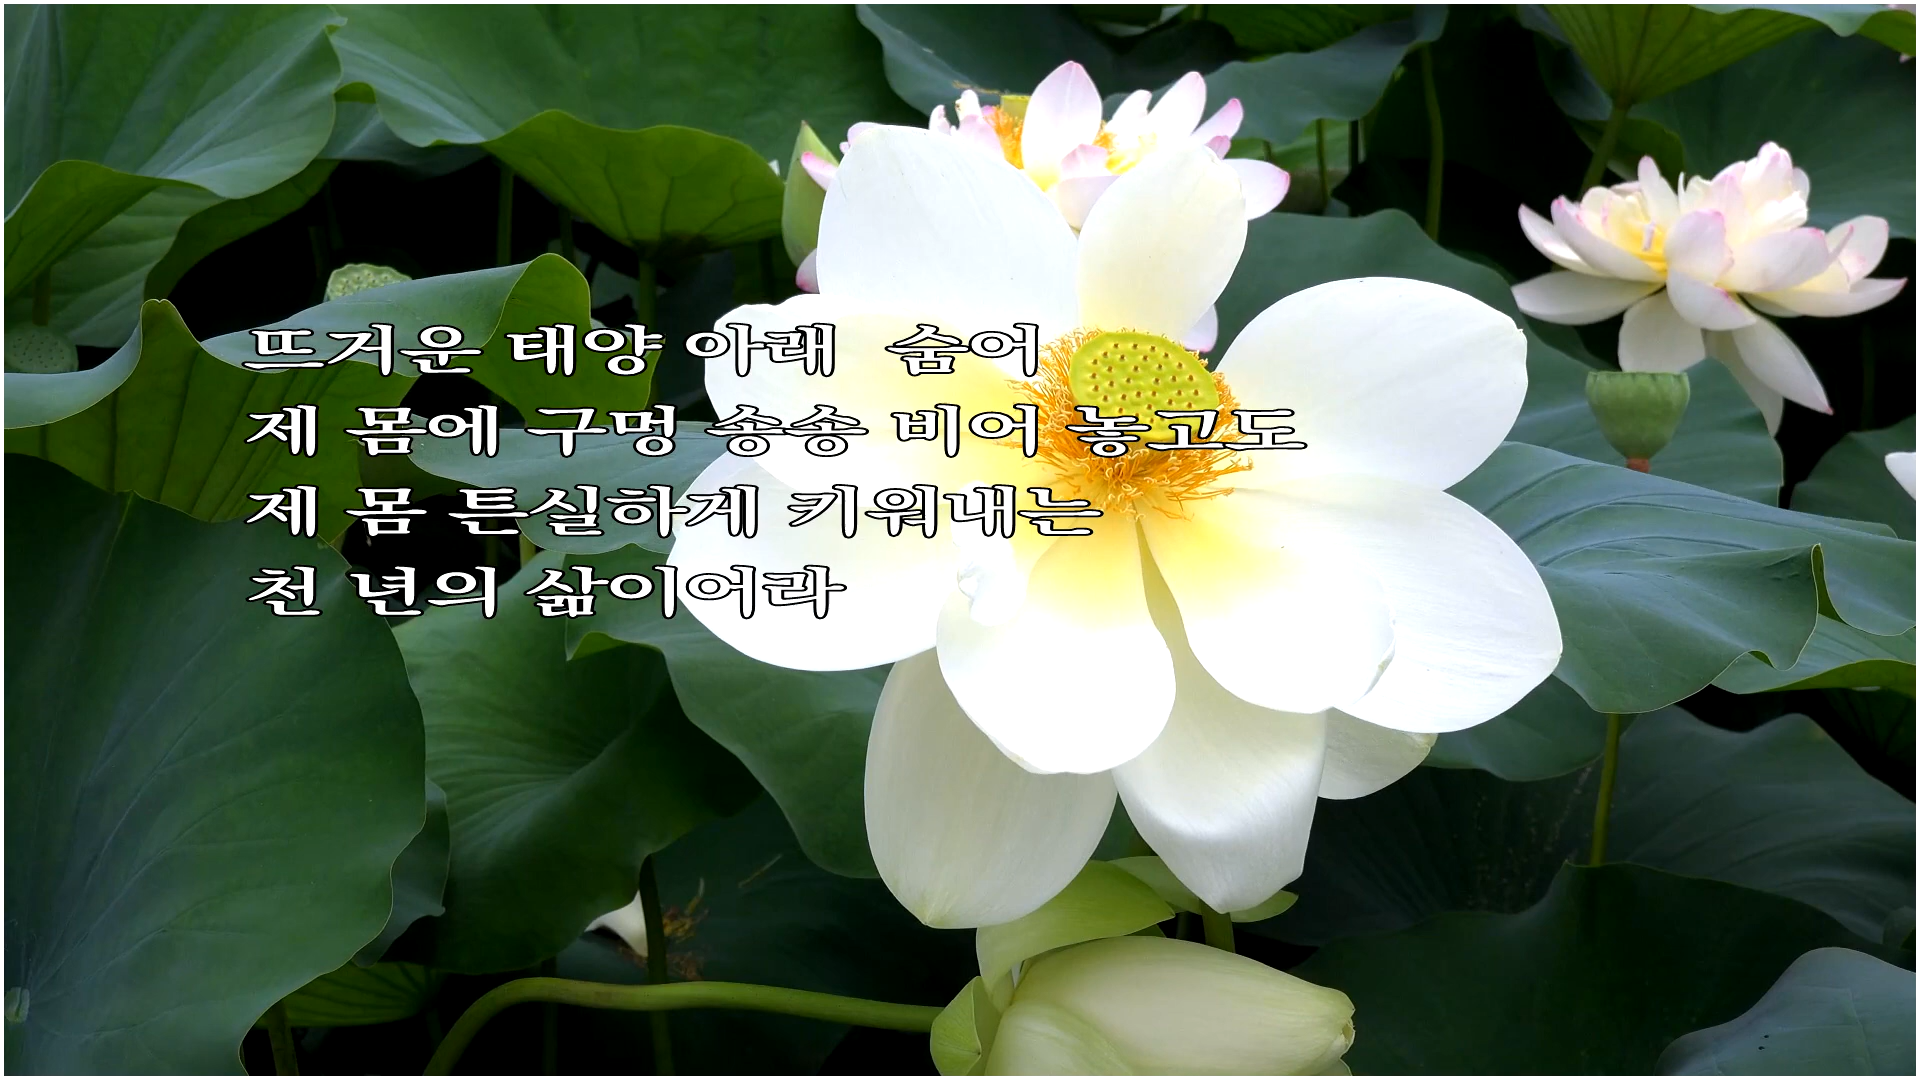 뜨거운 태양 아래 숨어
제 몸에 구멍 송송 비어 놓고도
제 몸 튼실하게 키워내는
천 년의 삶이어라